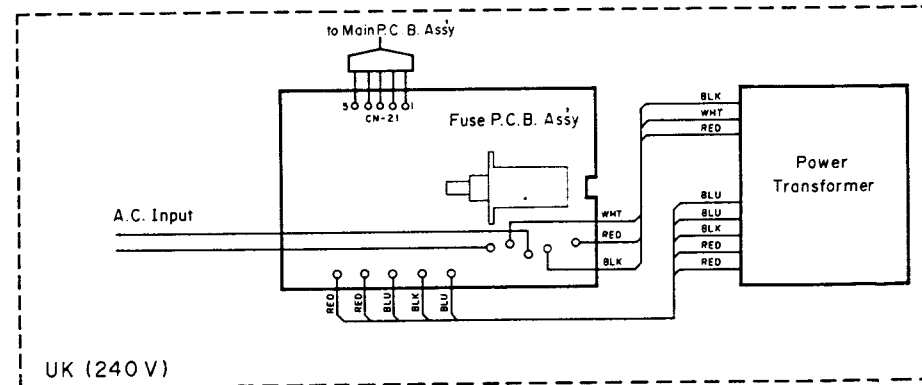 to Main P.C.B. Ass'y
5 1
CN-21
Fuse P.C.B. Ass'y
BLK
WHT
RED
Power
Transformer
A.C. Input
WHT
RED
BLK
BLU
BLU
BLK
RED
RED
RED RED BLU BLK BLU
UK (240V)